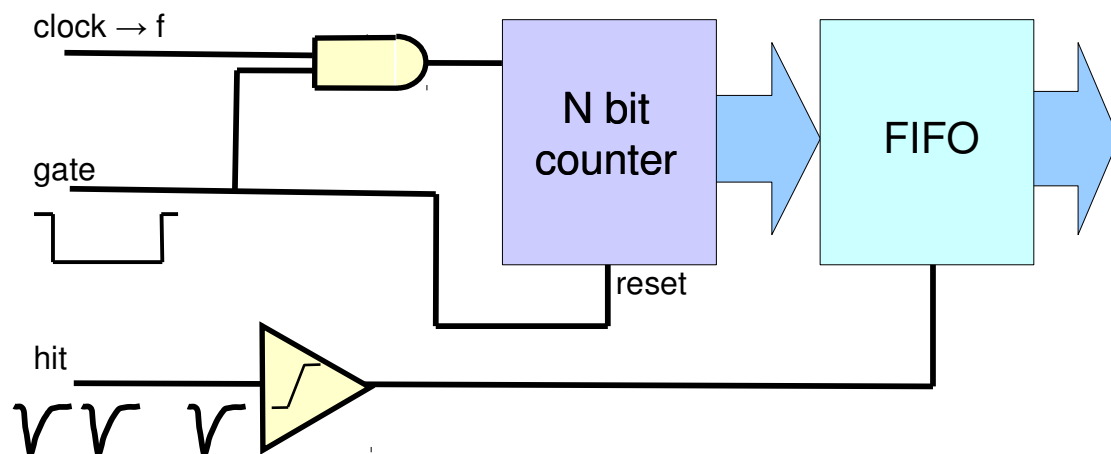 clock → f
gate
hit
N bit
counter
reset
FIFO